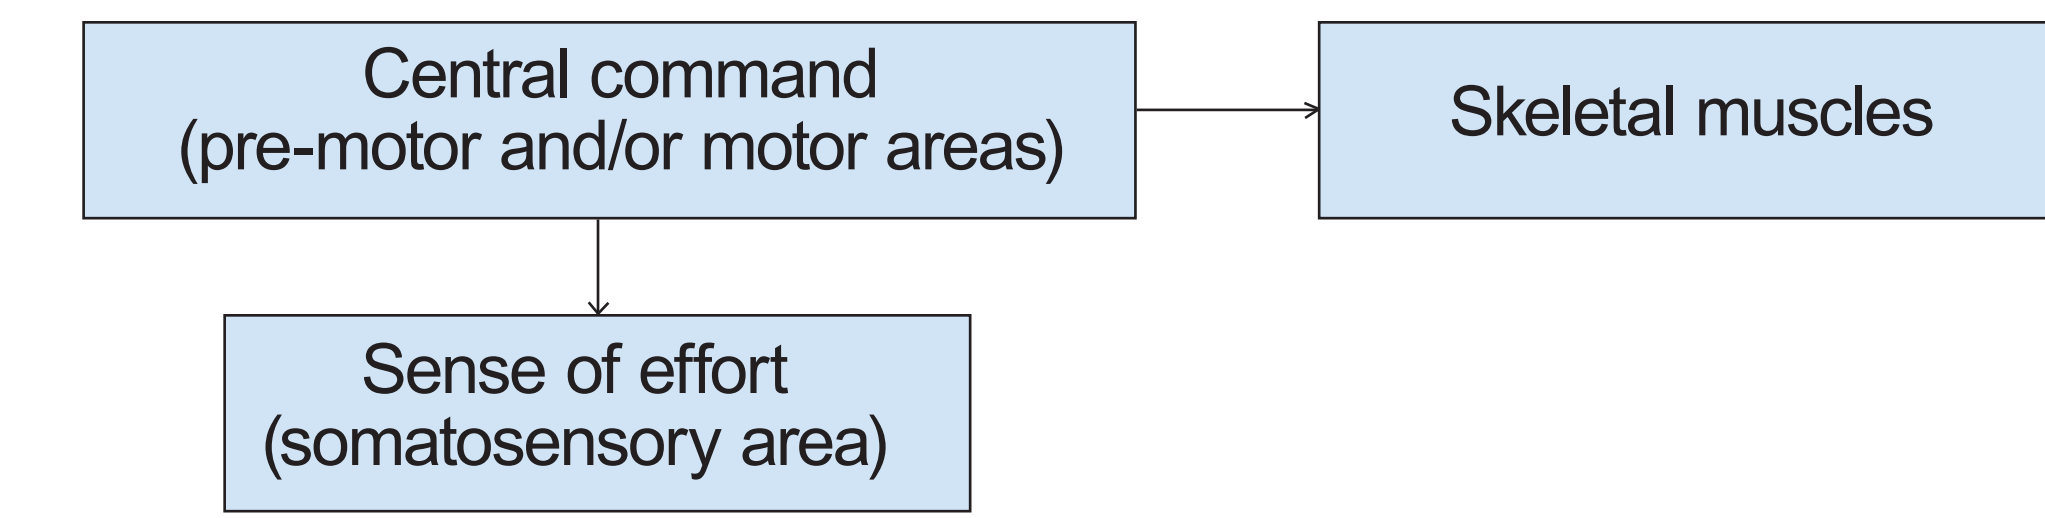 Central command
(pre-motor and/or motor areas)
Skeletal muscles
Sense of effort
(somatosensory area)